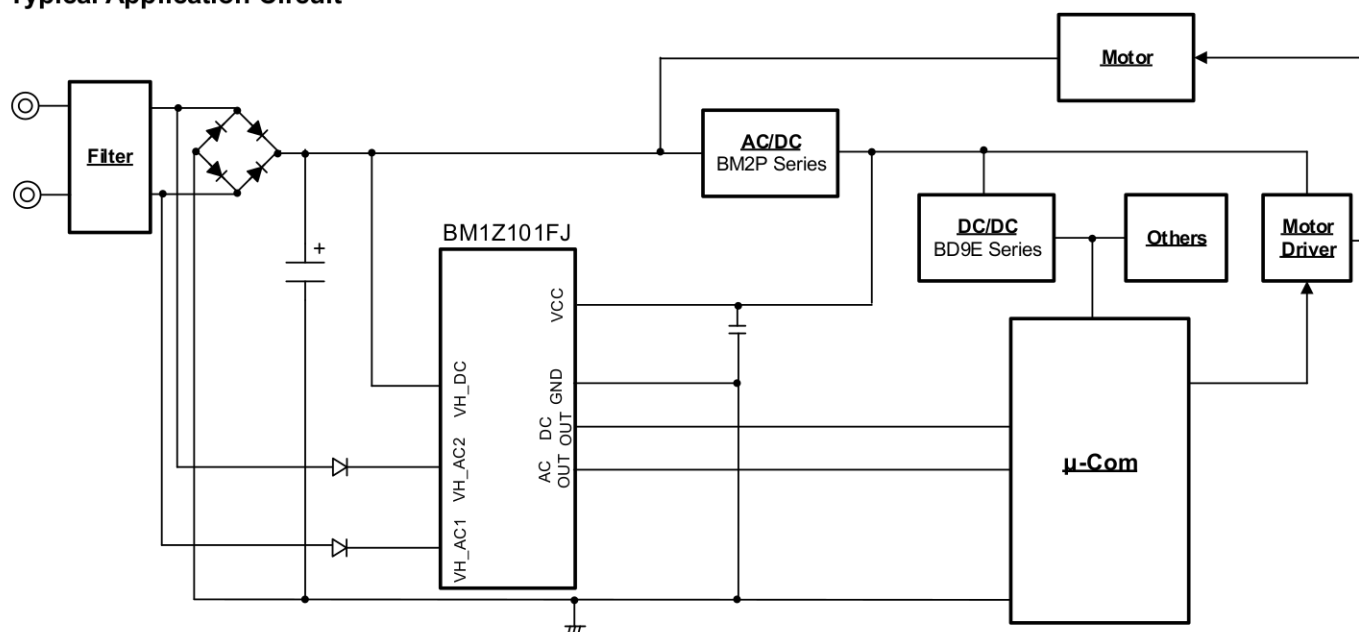 Typical Application Circuit
Motor
Filter
AC/DC
BM2P Series
BM1Z101FJ
DC/DC
BD9E Series
Others
Motor
Driver
VCC
VH_DC
GND
DC
OUT
VH_AC2
AC
OUT
µ-Com
VH_AC1
+